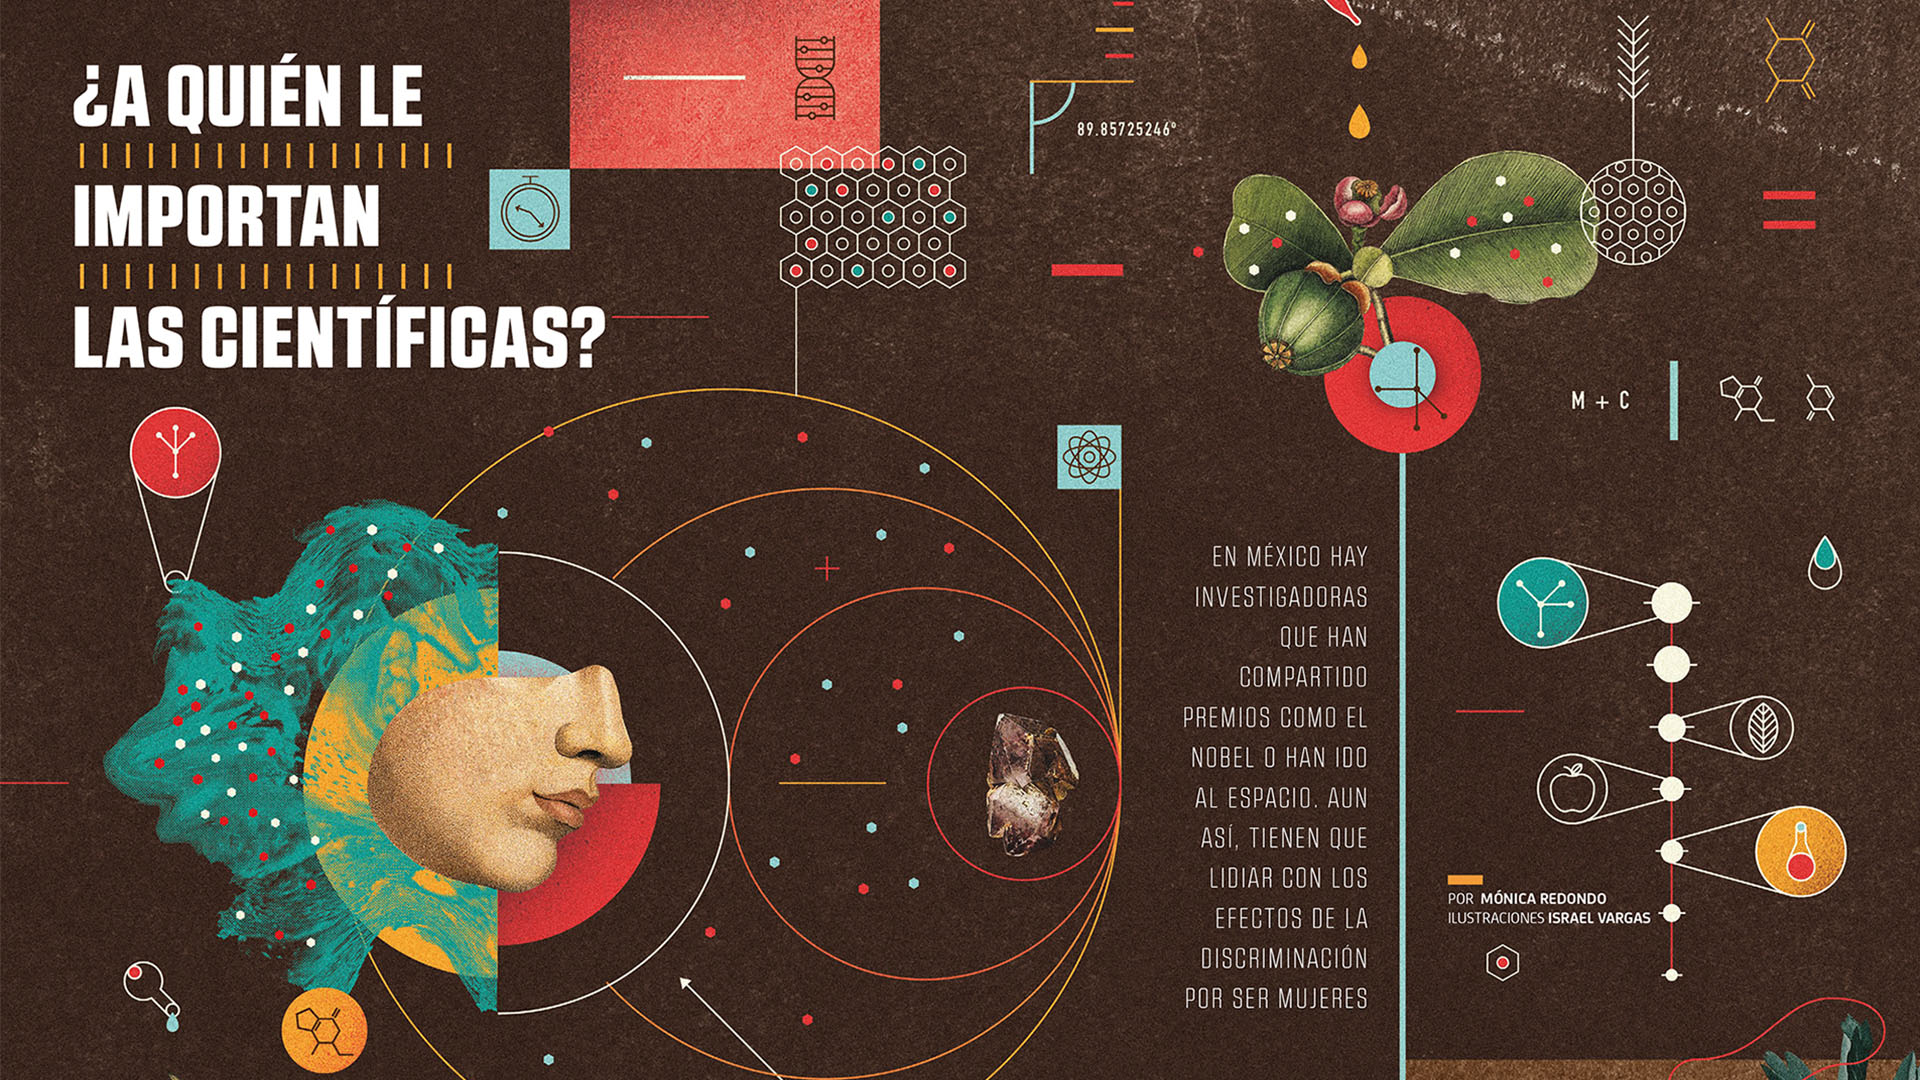 ¿A QUIÉN LE
IMPORTAN
LAS CIENTÍFICAS?
89.85725246°
M + C
EN MÉXICO HAY
INVESTIGADORAS
QUE HAN
COMPARTIDO
PREMIOS COMO EL
NOBEL O HAN IDO
AL ESPACIO. AUN
ASÍ, TIENEN QUE
LIDIAR CON LOS
EFECTOS DE LA
DISCRIMINACIÓN
POR SER MUJERES
POR MÓNICA REDONDO
ILUSTRACIONES ISRAEL VARGAS